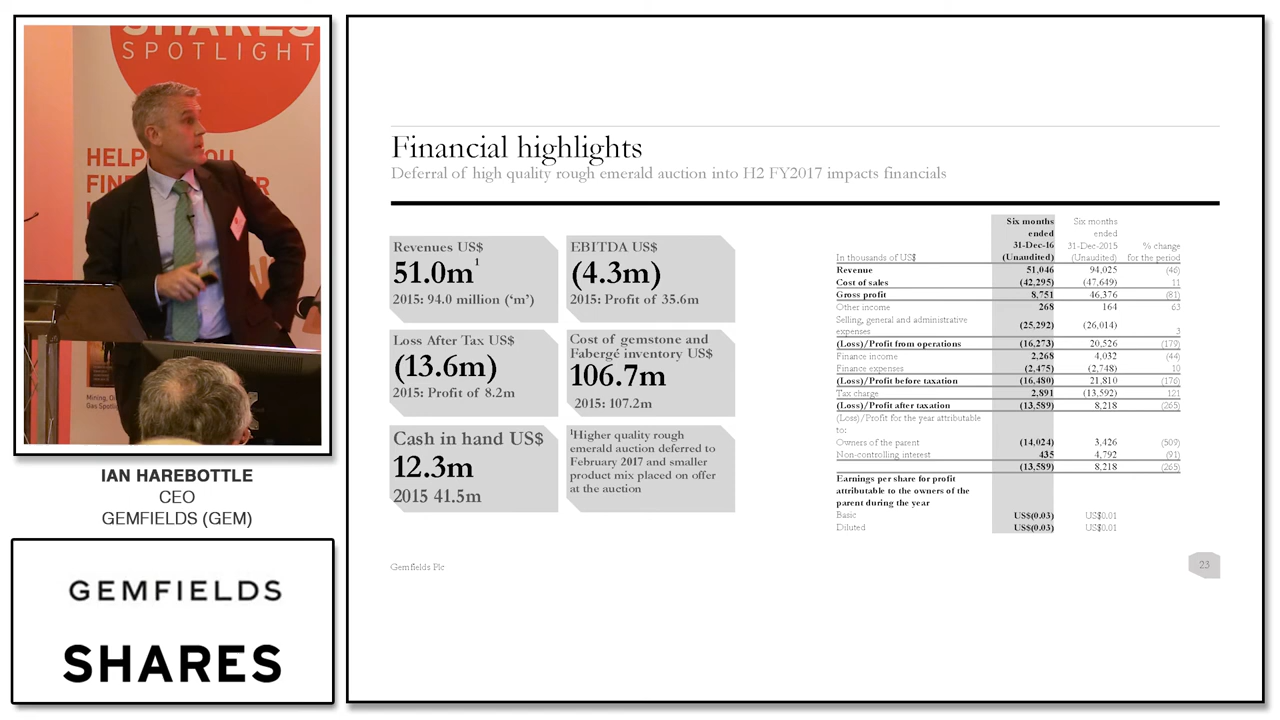 SHARES
SPOTLIGHT
HELP YOU
Financial highlights
Deferral of high quality rough emerald auction into H2 FY2017 impacts financials
Revenues US$
51.0m¹
2015: 94.0 million (‘m’)
EBITDA US$
(4.3m)
2015: Profit of 35.6m
Loss After Tax US$
(13.6m)
2015: Profit of 8.2m
Cost of gemstone and
Fabergé inventory US$
106.7m
2015: 107.2m
Cash in hand US$
12.3m
2015 41.5m
¹Higher quality rough
emerald auction deferred to
February 2017 and smaller
product mix placed on offer
at the auction
Six months Six months
ended ended
31-Dec-16 31-Dec-2015 % change
In thousands of US$ (Unaudited) (Unaudited) for the period
Revenue 51,046 94,025 (46)
Cost of sales (42,295) (47,649) 11
Gross profit 8,751 46,376 (81)
Other income 268 164 63
Selling, general and administrative
expenses (25,292) (26,014) 3
(Loss)/Profit from operations (16,273) 20,526 (179)
Finance income 2,268 4,032 (44)
Finance expenses (2,475) (2,748) 10
(Loss)/Profit before taxation (16,480) 21,810 (176)
Tax charge 2,891 (13,592) 121
(Loss)/Profit after taxation (13,589) 8,218 (265)
(Loss)/Profit for the year attributable
to:
Owners of the parent (14,024) 3,426 (509)
Non-controlling interest 435 4,792 (91)
(13,589) 8,218 (265)
Earnings per share for profit
attributable to the owners of the
parent during the year
Basic US$(0.03) US$0.01
Diluted US$(0.03) US$0.01
Gemfields Plc
23
IAN HAREBOTTLE
CEO
GEMFIELDS (GEM)
GEMFIELDS
SHARES